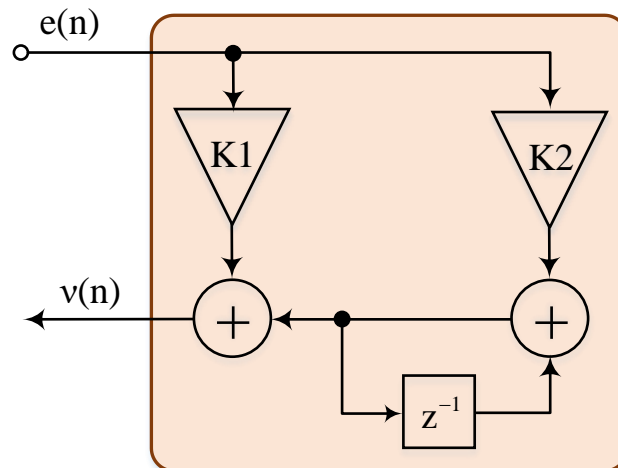 e(n)
K1
K2
ν(n)
+
+
z⁻¹